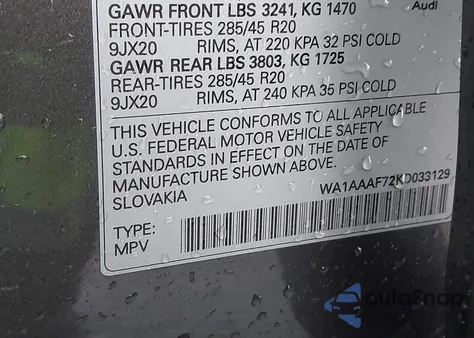 GAWR FRONT LBS 3241, KG 1470
Audi
FRONT-TIRES 285/45 R20
9JX20 RIMS, AT 220 KPA 32 PSI COLD
GAWR REAR LBS 3803, KG 1725
REAR-TIRES 285/45 R20
9JX20 RIMS, AT 240 KPA 35 PSI COLD
THIS VEHICLE CONFORMS TO ALL APPLICABLE
U.S. FEDERAL MOTOR VEHICLE SAFETY
STANDARDS IN EFFECT ON THE DATE OF
MANUFACTURE SHOWN ABOVE.
SLOVAKIA
WA1AAAF72KD033129
TYPE:
MPV
autoFnap